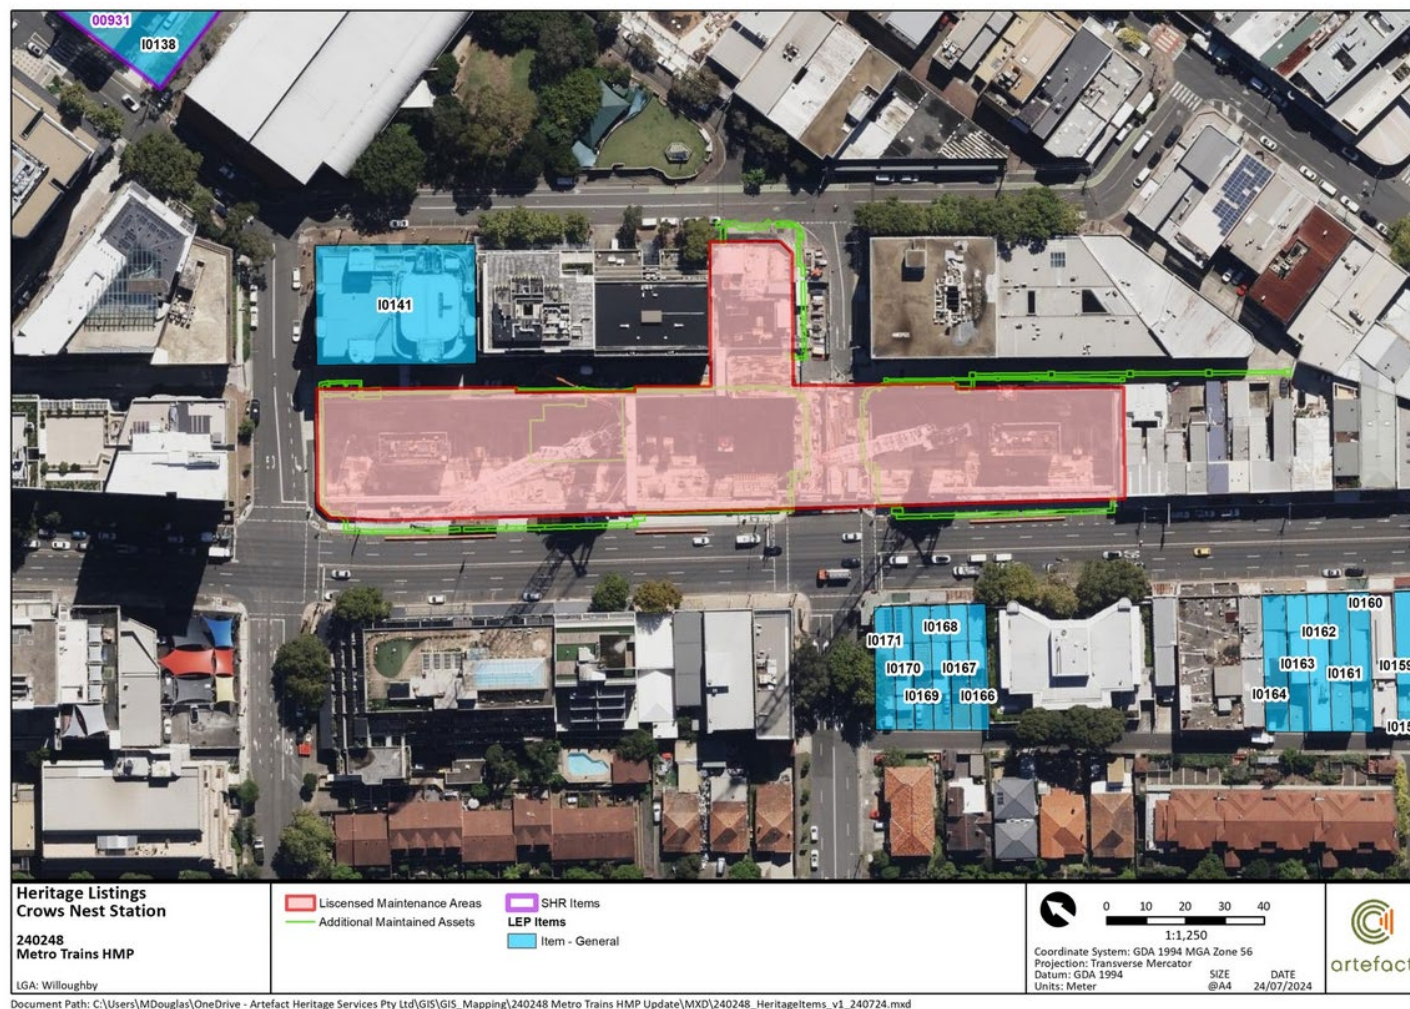 00931
I0138
I0141
I0160
I0171
I0168
I0162
I0170
I0167
I0163
I0161
I0159
I0169
I0166
I0164
I015
Heritage Listings
Crows Nest Station
240248
Metro Trains HMP
LGA: Willoughby
Liscensed Maintenance Areas
Additional Maintained Assets
SHR Items
LEP Items
Item - General
0 10 20 30 40
1:1,250
Coordinate System: GDA 1994 MGA Zone 56
Projection: Transverse Mercator
Datum: GDA 1994
Units: Meter
SIZE
@A4
DATE
24/07/2024
artefact
Document Path: C:\Users\MDouglas\OneDrive - Artefact Heritage Services Pty Ltd\GIS\GIS_Mapping\240248 Metro Trains HMP Update\MXD\240248_HeritageItems_v1_240724.mxd